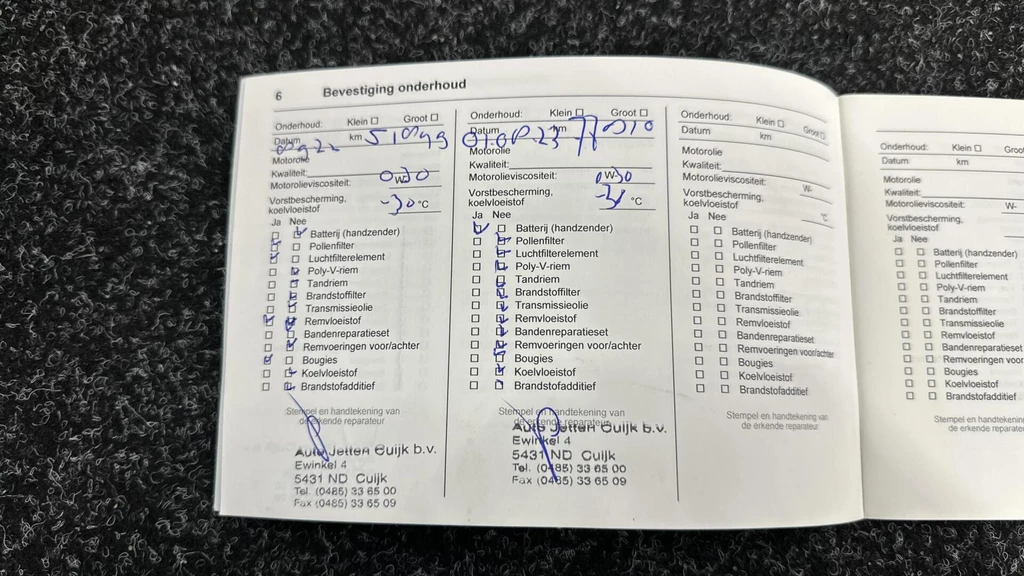 6 Bevestiging onderhoud
Onderhoud: Klein Groot
Datum km 51099
Motorolie
Kwaliteit:
Motorolieviscositeit: 0W30
Vorstbescherming,
koelvloeistof -30 °C
Ja Nee
Batterij (handzender)
Pollenfilter
Luchtfilterelement
Poly-V-riem
Tandriem
Brandstoffilter
Transmissieolie
Remvloeistof
Bandenreparatieset
Remvoeringen voor/achter
Bougies
Koelvloeistof
Brandstofadditief
Stempel en handtekening van
de erkende reparateur
Auto Jetten Cuijk b.v.
Ewinkel 4
5431 ND Cuijk
Tel. (0485) 33 65 00
Fax (0485) 33 65 09
Onderhoud: Klein Groot
Datum km
Motorolie
Kwaliteit:
Motorolieviscositeit: 0W30
Vorstbescherming,
koelvloeistof °C
Ja Nee
Batterij (handzender)
Pollenfilter
Luchtfilterelement
Poly-V-riem
Tandriem
Brandstoffilter
Transmissieolie
Remvloeistof
Bandenreparatieset
Remvoeringen voor/achter
Bougies
Koelvloeistof
Brandstofadditief
Stempel en handtekening van
de erkende reparateur
Auto Jetten Cuijk b.v.
Ewinkel 4
5431 ND Cuijk
Tel. (0485) 33 65 00
Fax (0485) 33 65 09
Onderhoud: Klein Groot
Datum km
Motorolie
Kwaliteit:
Motorolieviscositeit: W-
Vorstbescherming,
koelvloeistof °C
Ja Nee
Batterij (handzender)
Pollenfilter
Luchtfilterelement
Poly-V-riem
Tandriem
Brandstoffilter
Transmissieolie
Remvloeistof
Bandenreparatieset
Remvoeringen voor/achter
Bougies
Koelvloeistof
Brandstofadditief
Stempel en handtekening van
de erkende reparateur
Onderhoud: Klein Groot
Datum km
Motorolie
Kwaliteit:
Motorolieviscositeit: W-
Vorstbescherming,
koelvloeistof
Ja Nee
Batterij (handzender)
Pollenfilter
Luchtfilterelement
Poly-V-riem
Tandriem
Brandstoffilter
Transmissieolie
Remvloeistof
Bandenreparatieset
Remvoeringen voor
Bougies
Koelvloeistof
Brandstofadditief
Stempel en handtekening
de erkende reparateur